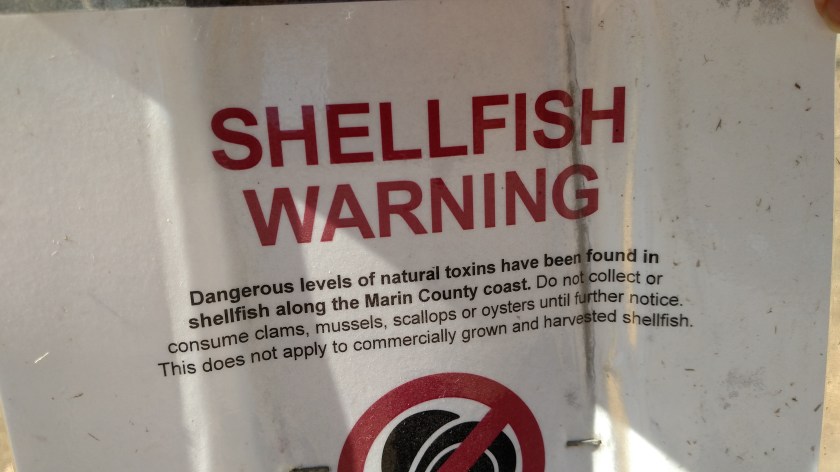 SHELLFISH
WARNING
Dangerous levels of natural toxins have been found in
shellfish along the Marin County coast. Do not collect or
consume clams, mussels, scallops or oysters until further notice.
This does not apply to commercially grown and harvested shellfish.